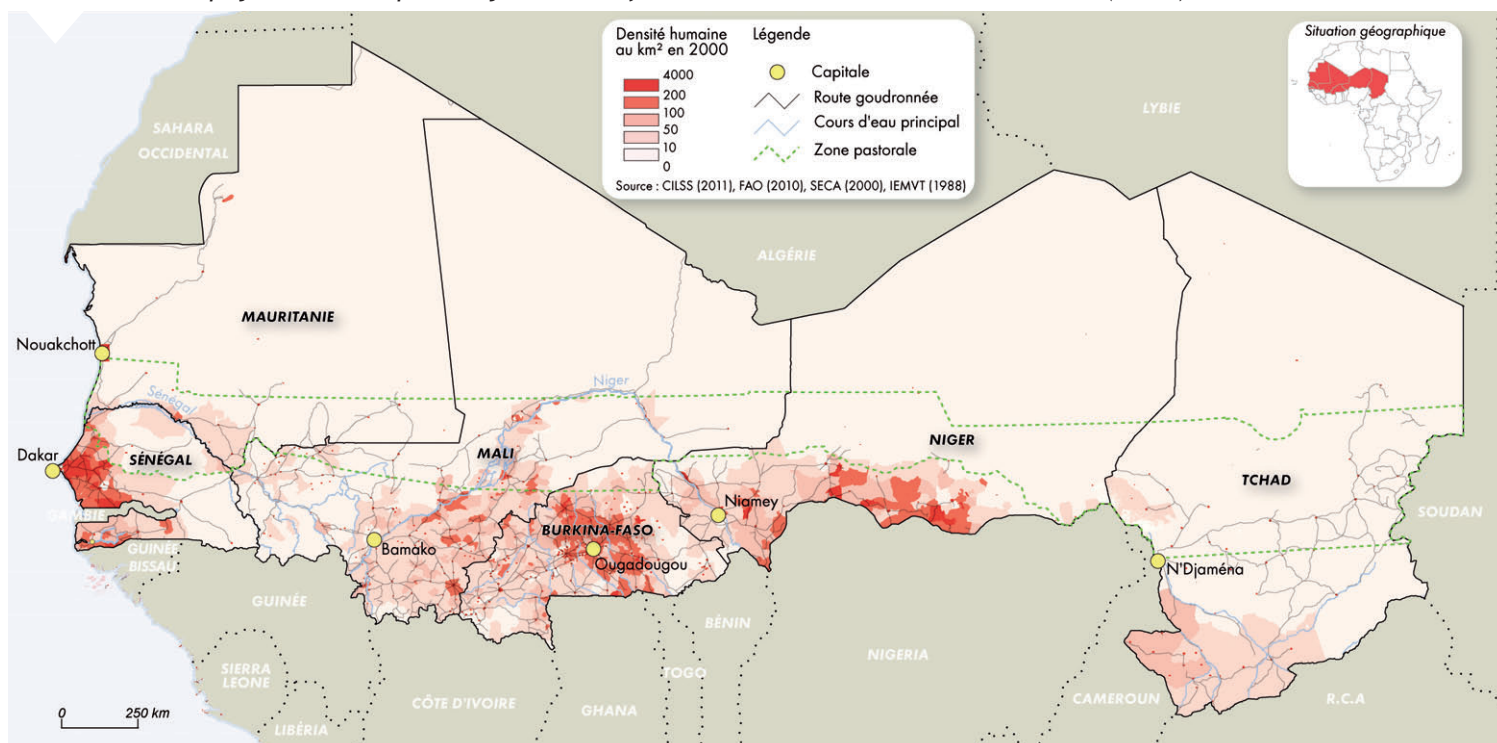 Densité humaine
au km² en 2000
4000
200
100
50
10
0
Légende
Capitale
Route goudronnée
Cours d'eau principal
Zone pastorale
Source : CILSS (2011), FAO (2010), SECA (2000), IEMVT (1988)
Situation géographique
LYBIE
SAHARA
OCCIDENTAL
ALGÉRIE
MAURITANIE
Nouakchott
Sénégal
Niger
Dakar
SÉNÉGAL
MALI
NIGER
TCHAD
GAMBIE
SOUDAN
Niamey
BURKINA-FASO
Bamako
Ougadougou
GUINÉE
BISSAU
N'Djaména
GUINÉE
BÉNIN
SIERRA
LEONE
TOGO
NIGERIA
CÔTE D'IVOIRE
GHANA
CAMEROUN
R.C.A
LIBÉRIA
0 250 km